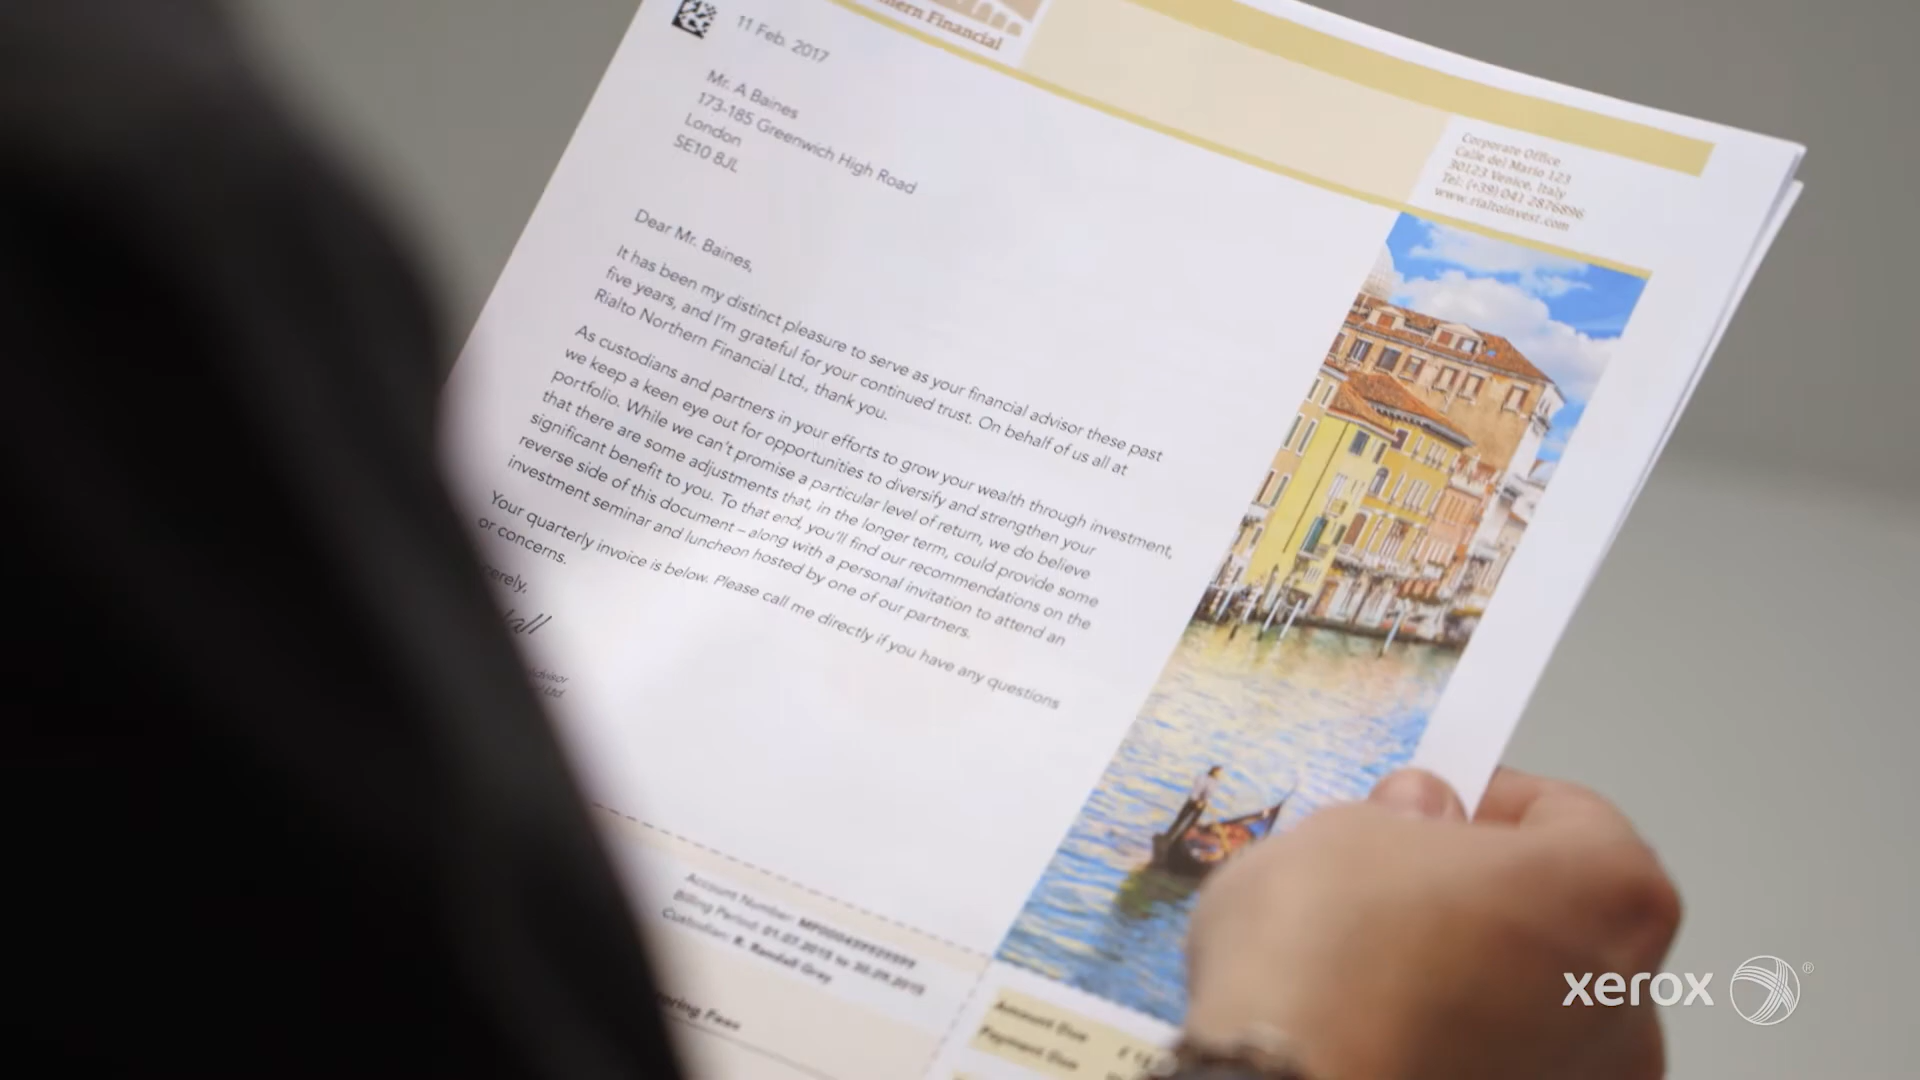 hern Financial
11 Feb. 2017
Mr. A Baines
173-185 Greenwich High Road
London
SE10 8JL
Corporate Office
Calle del Mario 123
30123 Venice, Italy
Tel: (+39) 041 2876896
www.rialtoinvest.com
Dear Mr. Baines,
It has been my distinct pleasure to serve as your financial advisor these past
five years, and I'm grateful for your continued trust. On behalf of us all at
Rialto Northern Financial Ltd., thank you.
As custodians and partners in your efforts to grow your wealth through investment,
we keep a keen eye out for opportunities to diversify and strengthen your
portfolio. While we can't promise a particular level of return, we do believe
that there are some adjustments that, in the longer term, could provide some
significant benefit to you. To that end, you'll find our recommendations on the
reverse side of this document – along with a personal invitation to attend an
investment seminar and luncheon hosted by one of our partners.
Your quarterly invoice is below. Please call me directly if you have any questions
or concerns.
cerely,
dvisor
Ltd
Account Number:
Billing Period: 01.07.2015 to 30.09.2015
Custodian: R. Randall Gray
oring Fees
Amount Due
Payment Due
xerox ®